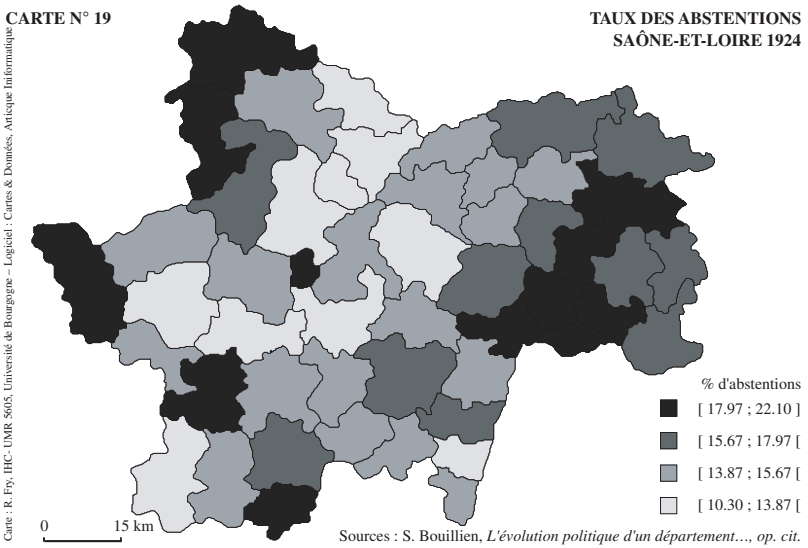 CARTE N° 19
TAUX DES ABSTENTIONS
SAÔNE-ET-LOIRE 1924
Carte : R. Fry, IHC- UMR 5605, Université de Bourgogne – Logiciel : Cartes & Données, Articque Informatique
% d'abstentions
[ 17.97 ; 22.10 ]
[ 15.67 ; 17.97 [
[ 13.87 ; 15.67 [
[ 10.30 ; 13.87 [
0 15 km
Sources : S. Bouillien, L'évolution politique d'un département..., op. cit.